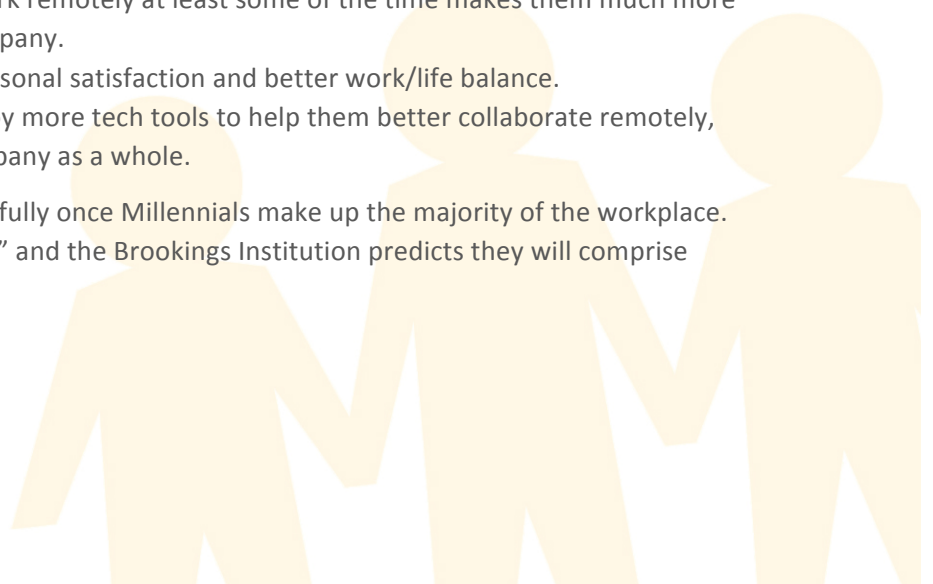 remotely at least some of the time makes them much more
pany.
sonal satisfaction and better work/life balance.
y more tech tools to help them better collaborate remotely,
pany as a whole.
fully once Millennials make up the majority of the workplace.
” and the Brookings Institution predicts they will comprise